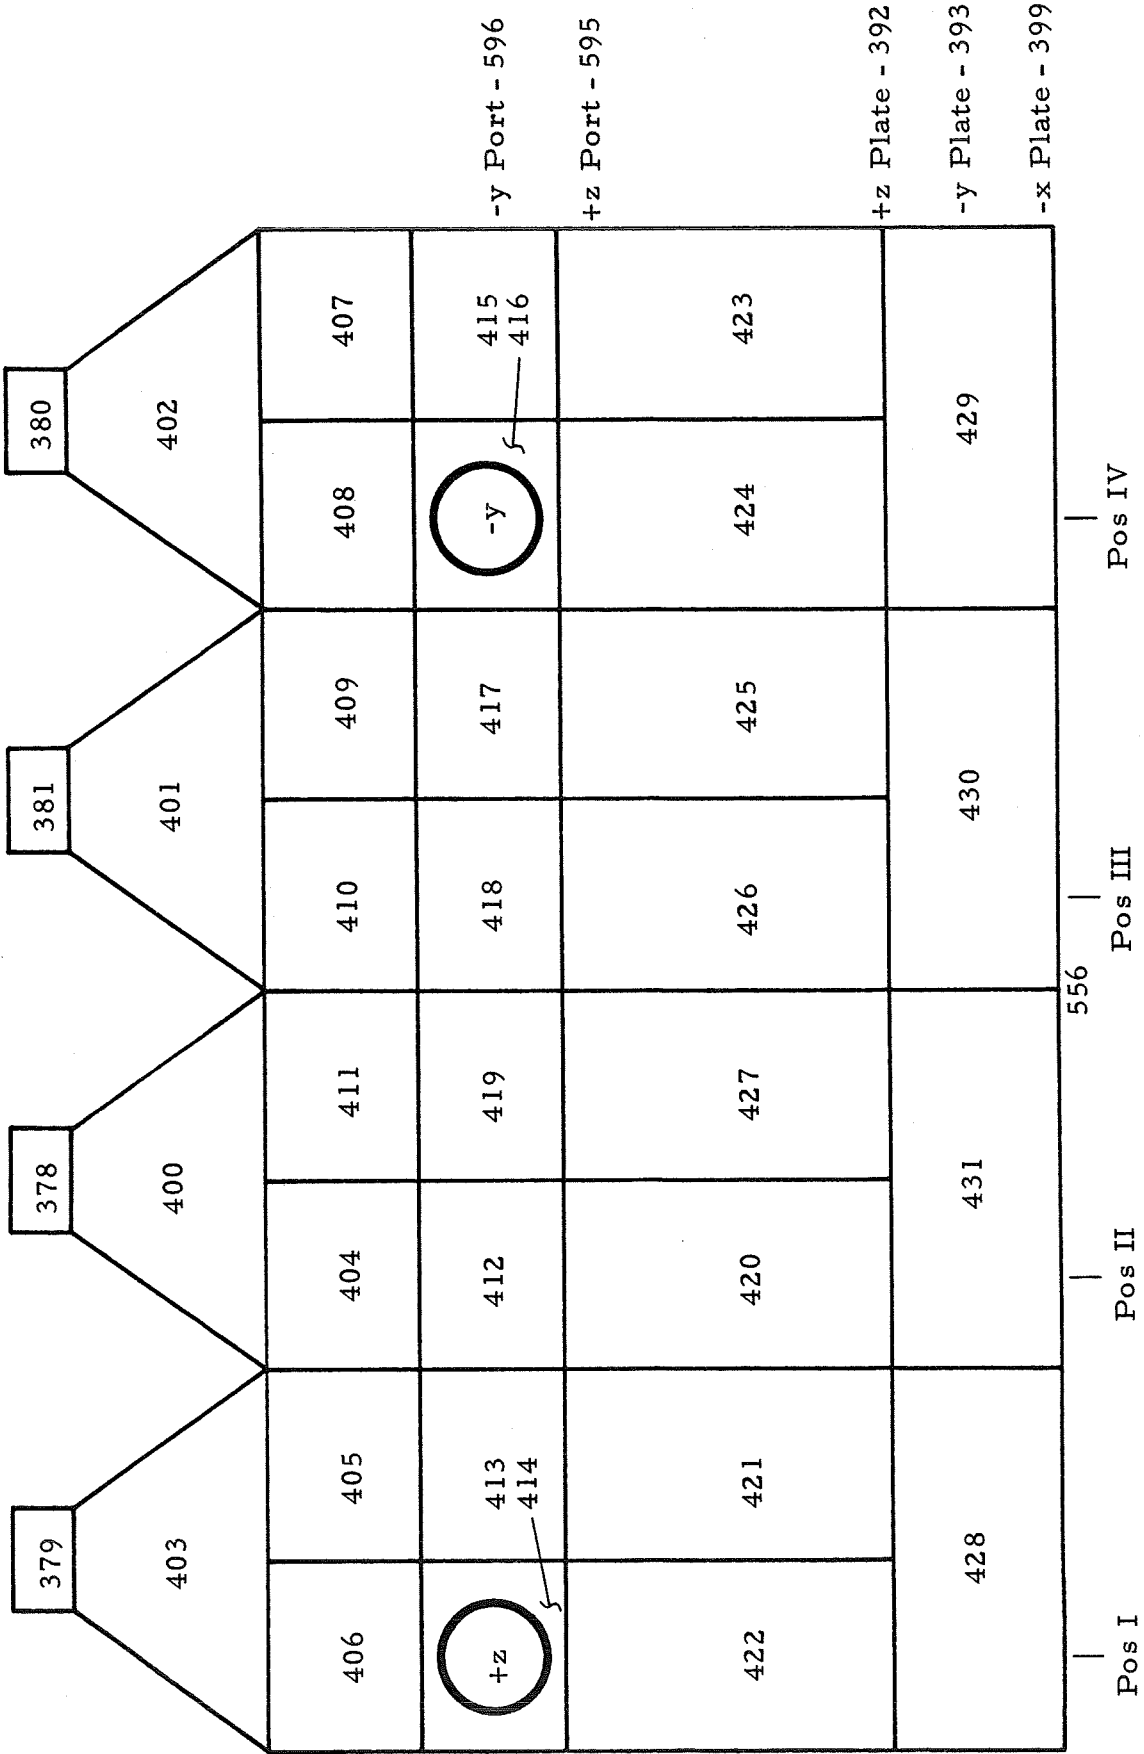 379 378 381 380
403 400 401 402
406 405 404 411 410 409 408 407
+z 413 412 419 418 417 -y 415 -y Port - 596
414 416
+z Port - 595
422 421 420 427 426 425 424 423
+z Plate - 392
428 431 430 429 -y Plate - 393
-x Plate - 399
556
Pos I Pos II Pos III Pos IV